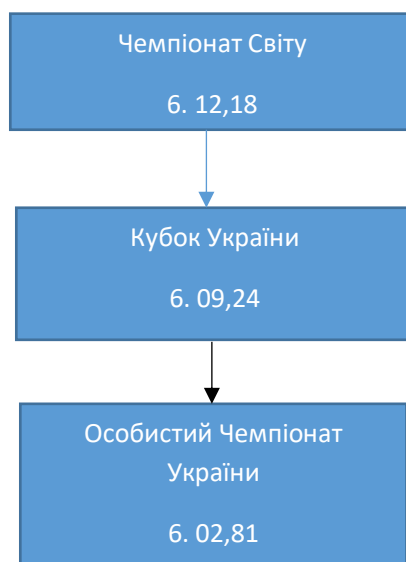 Чемпіонат Світу
6. 12,18
Кубок України
6. 09,24
Особистий Чемпіонат
України
6. 02,81